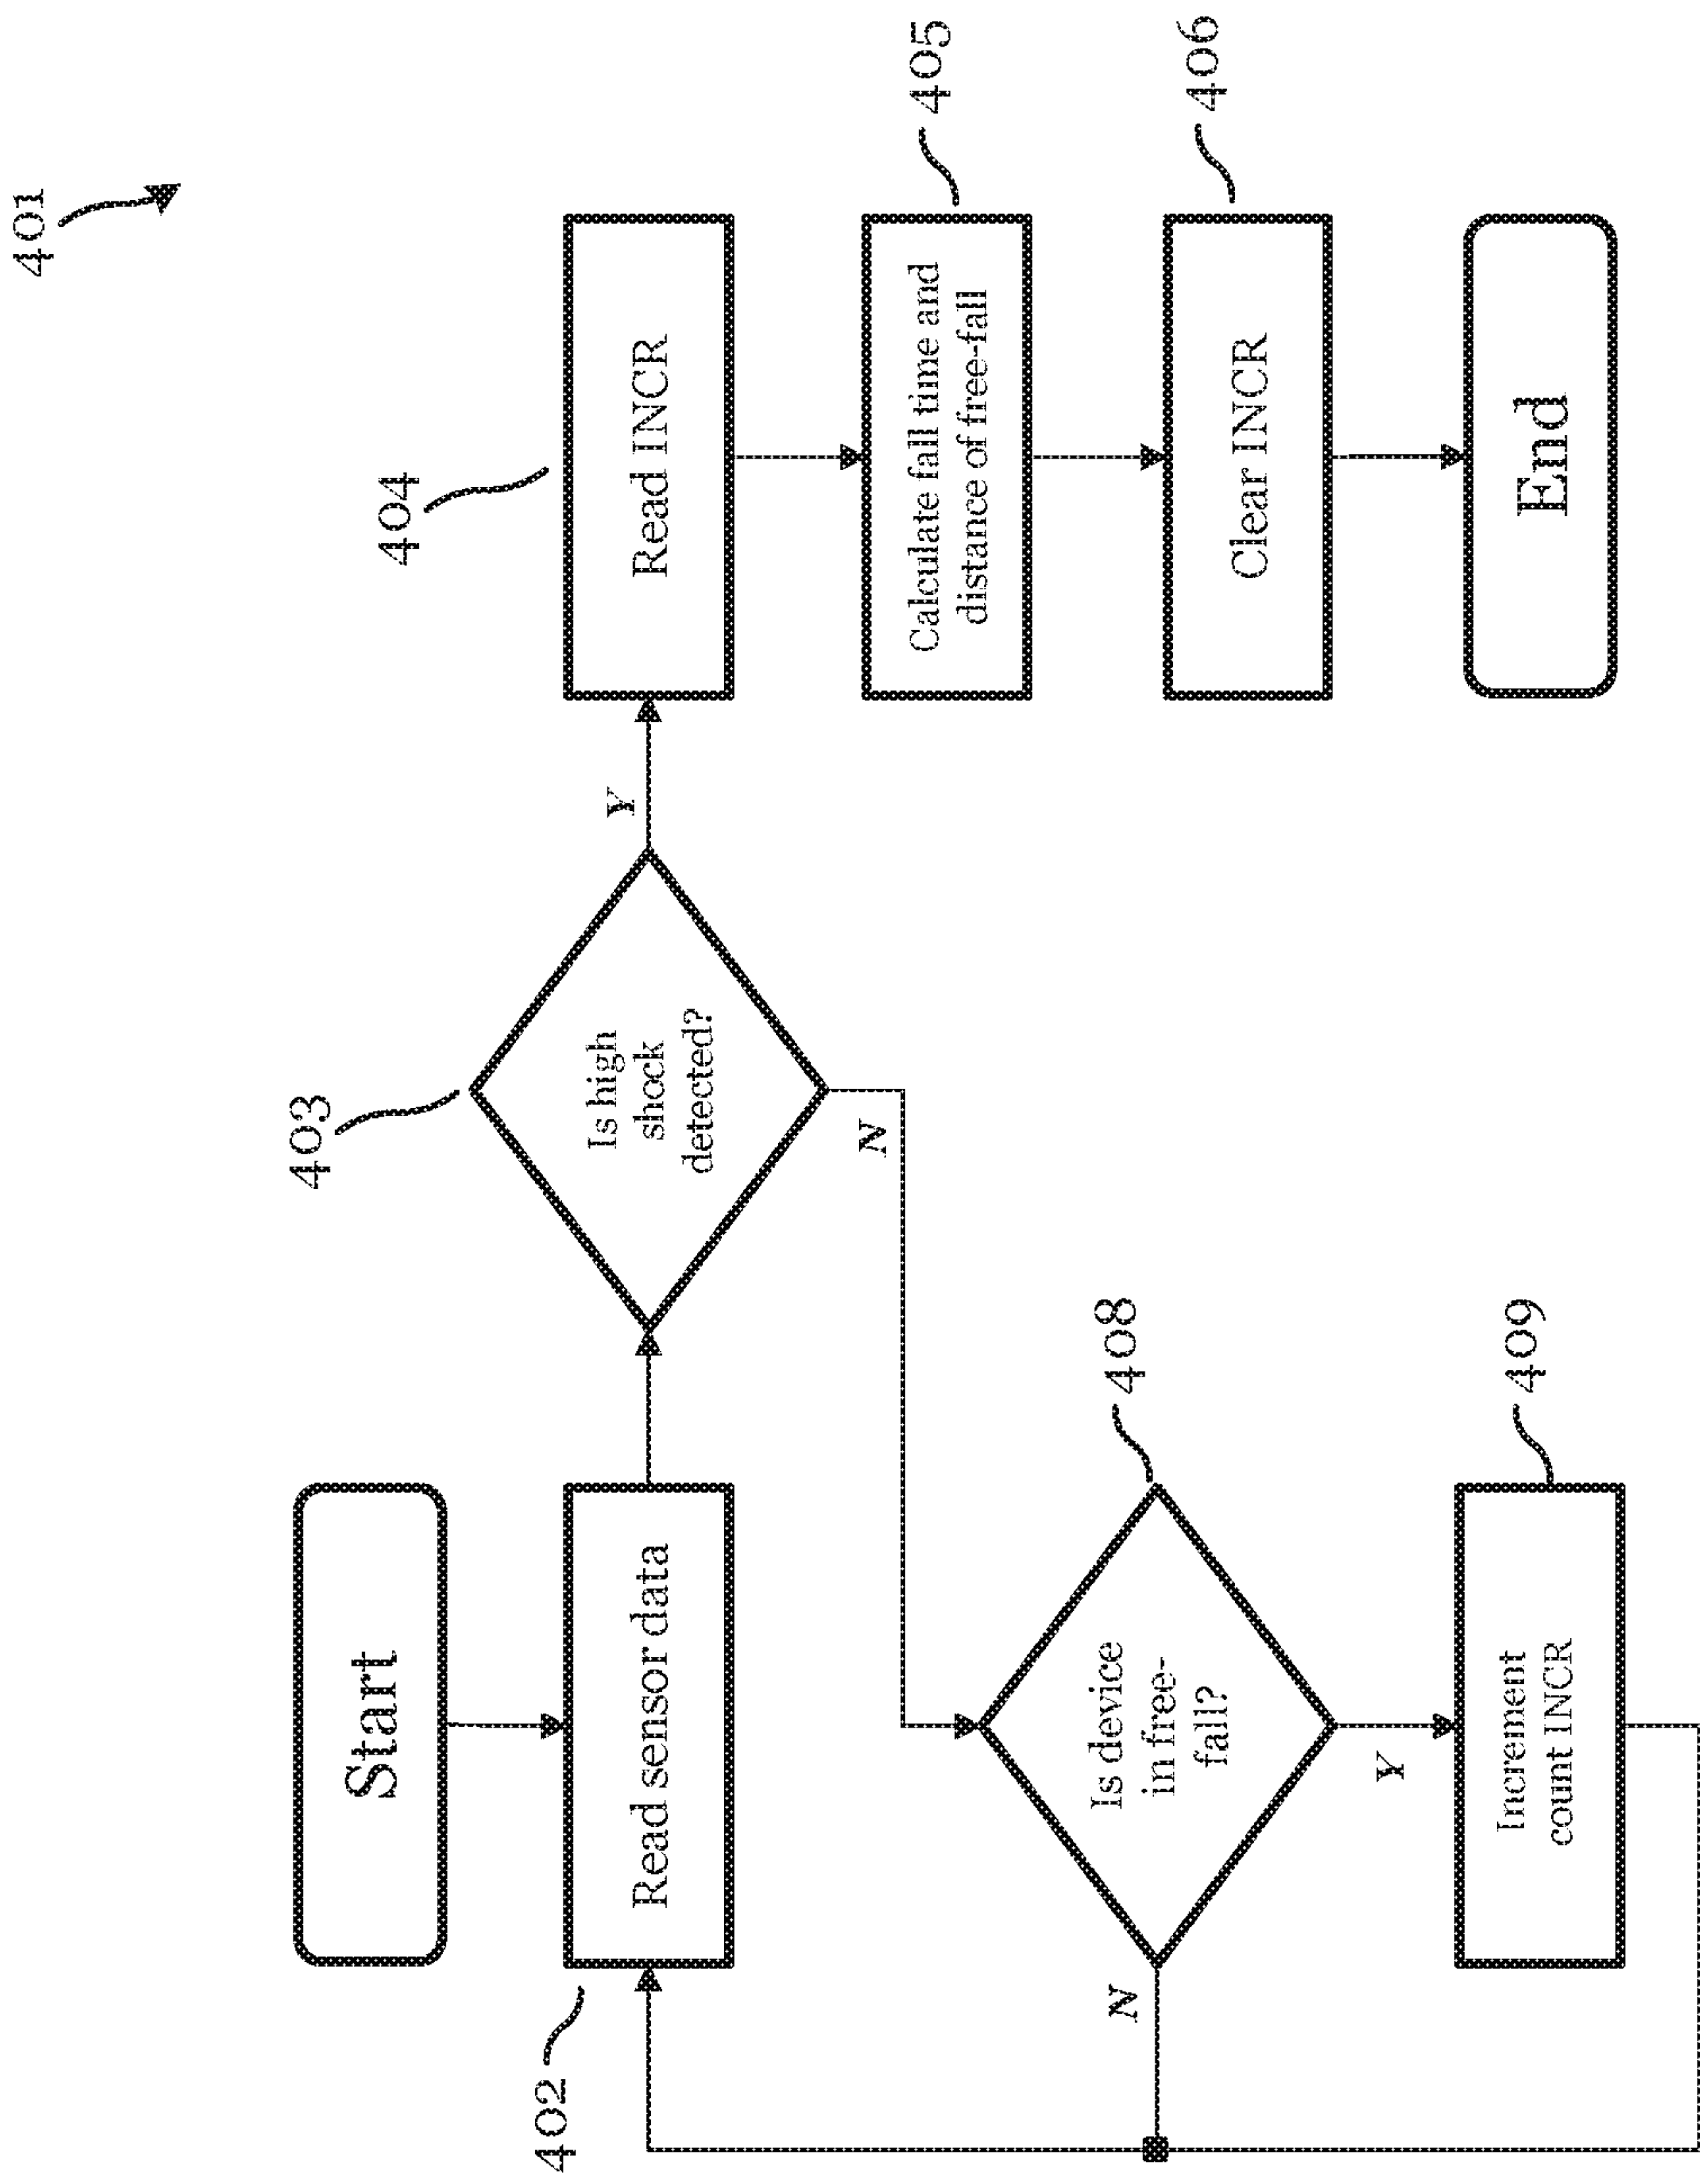 401
Start
402
Read sensor data
403
Is high
shock
detected?
Y
N
404
Read INCR
405
Calculate fall time and
distance of free-fall
406
Clear INCR
End
408
Is device
in free-
fall?
N
Y
409
Increment
count INCR